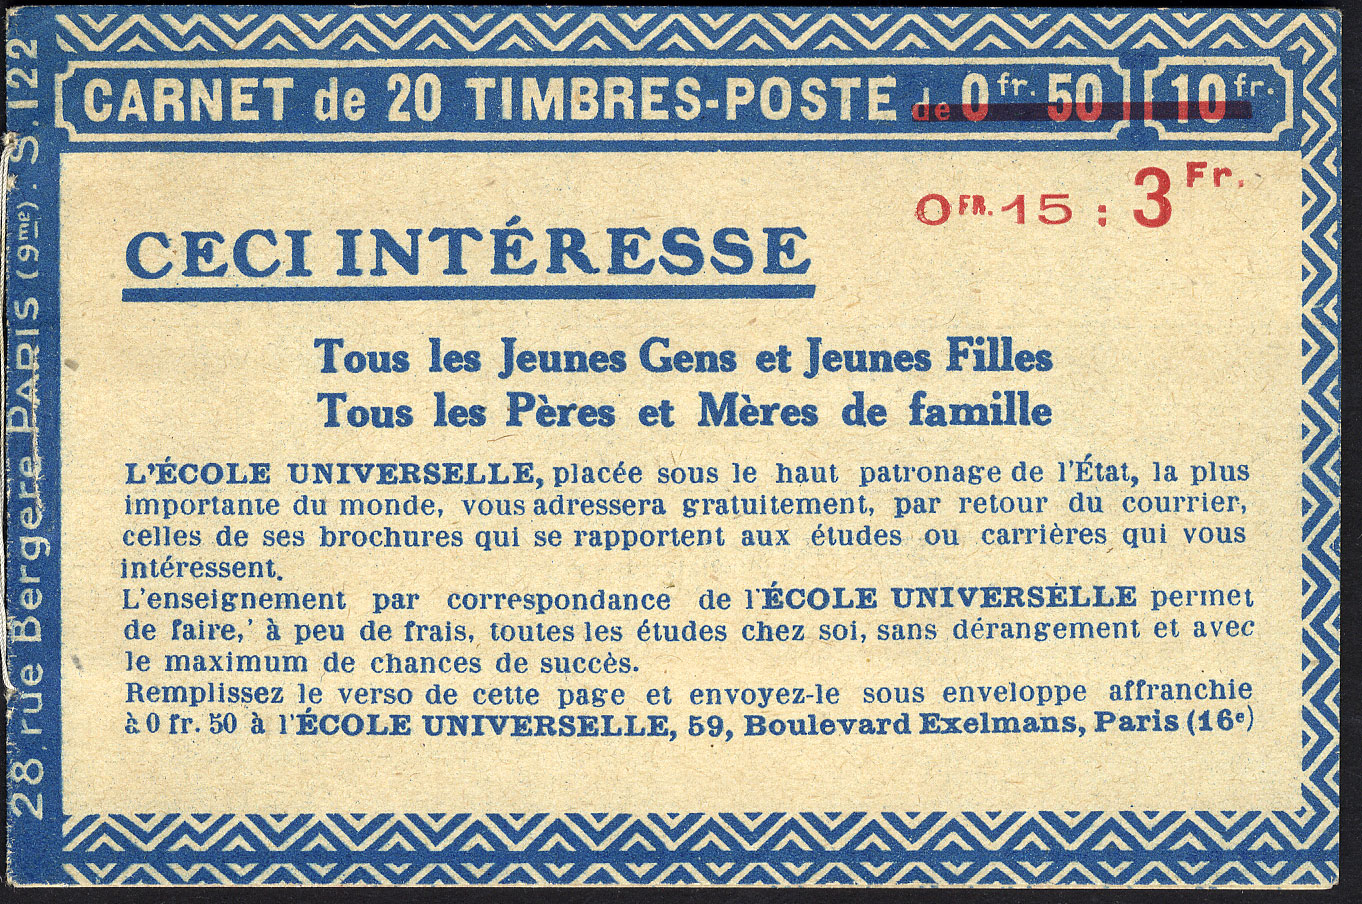 CARNET de 20 TIMBRES-POSTE de 0 fr. 50 10 fr.
0 FR. 15 : 3 Fr.
CECI INTÉRESSE
Tous les Jeunes Gens et Jeunes Filles
Tous les Pères et Mères de famille
L'ÉCOLE UNIVERSELLE, placée sous le haut patronage de l'État, la plus
importante du monde, vous adressera gratuitement, par retour du courrier,
celles de ses brochures qui se rapportent aux études ou carrières qui vous
intéressent.
L'enseignement par correspondance de l'ÉCOLE UNIVERSELLE permet
de faire, à peu de frais, toutes les études chez soi, sans dérangement et avec
le maximum de chances de succès.
Remplissez le verso de cette page et envoyez-le sous enveloppe affranchie
à 0 fr. 50 à l'ÉCOLE UNIVERSELLE, 59, Boulevard Exelmans, Paris (16e)
28, rue Bergère PARIS (9me). S.122